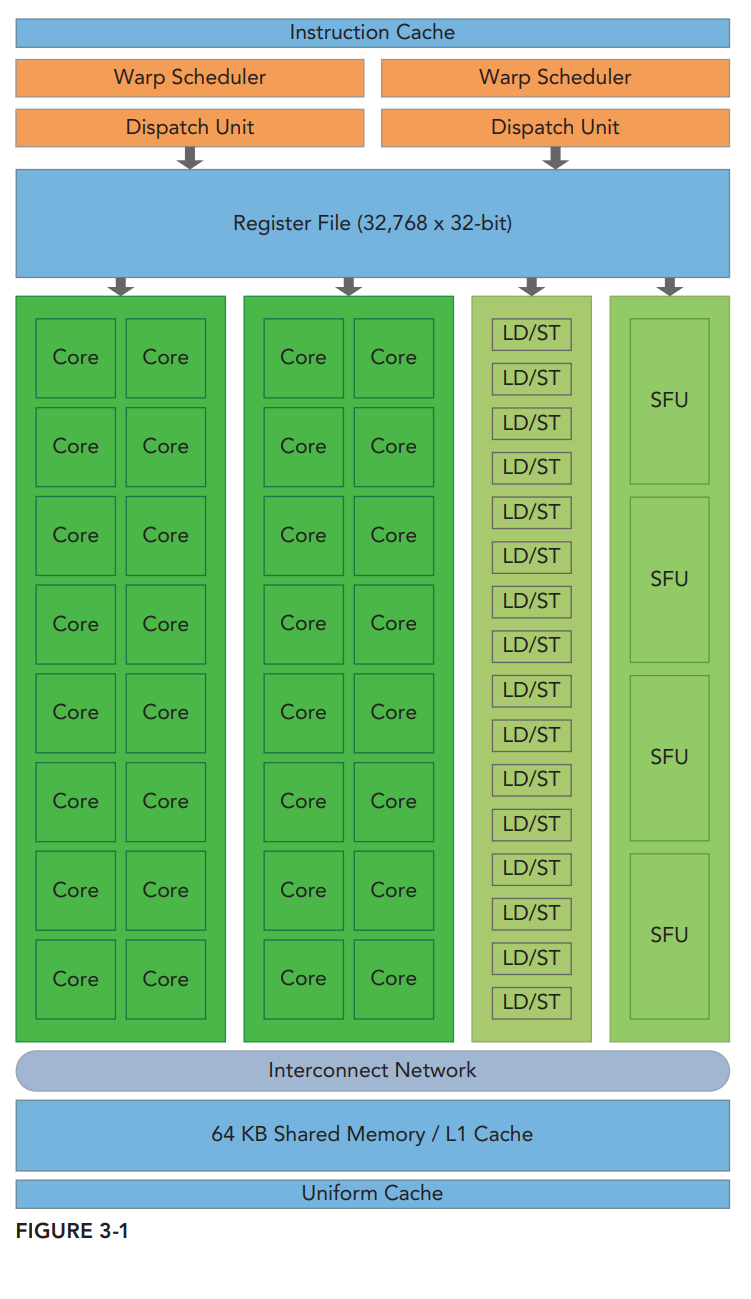 Instruction Cache
Warp Scheduler Warp Scheduler
Dispatch Unit Dispatch Unit
Register File (32,768 x 32-bit)
Core Core Core Core LD/ST SFU
LD/ST
Core Core Core Core LD/ST
LD/ST
Core Core Core Core LD/ST SFU
LD/ST
Core Core Core Core LD/ST
LD/ST
Core Core Core Core LD/ST SFU
LD/ST
Core Core Core Core LD/ST
LD/ST
Core Core Core Core LD/ST SFU
LD/ST
Core Core Core Core LD/ST
LD/ST
Interconnect Network
64 KB Shared Memory / L1 Cache
Uniform Cache
FIGURE 3-1